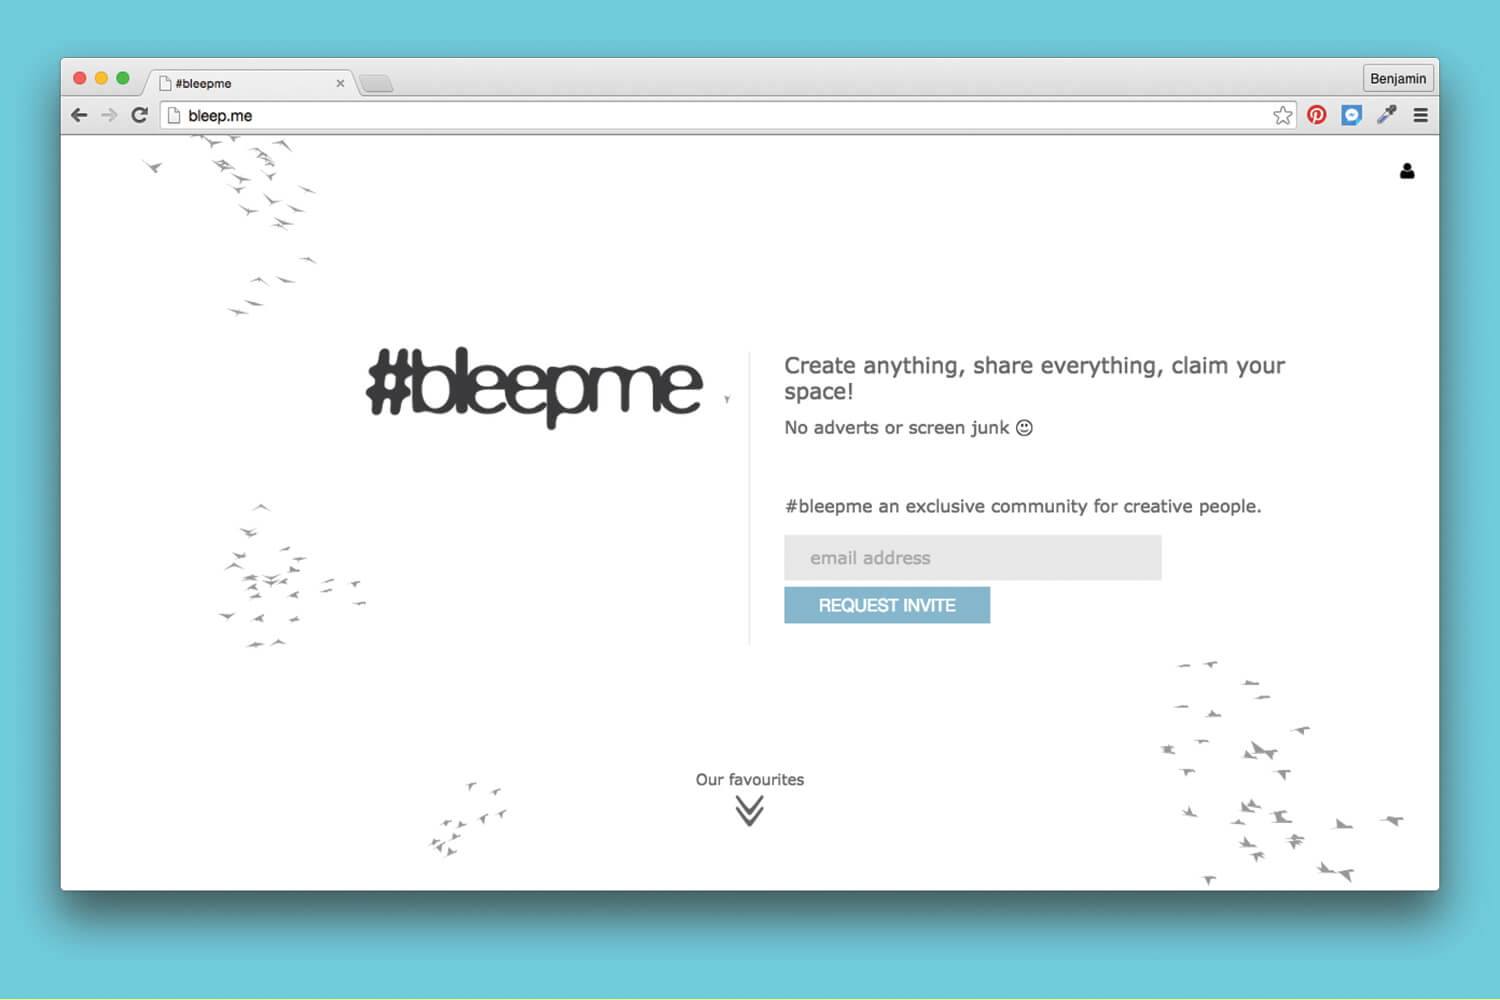 #bleepme
Benjamin
bleep.me
#bleepme
Create anything, share everything, claim your
space!
No adverts or screen junk
#bleepme an exclusive community for creative people.
email address
REQUEST INVITE
Our favourites